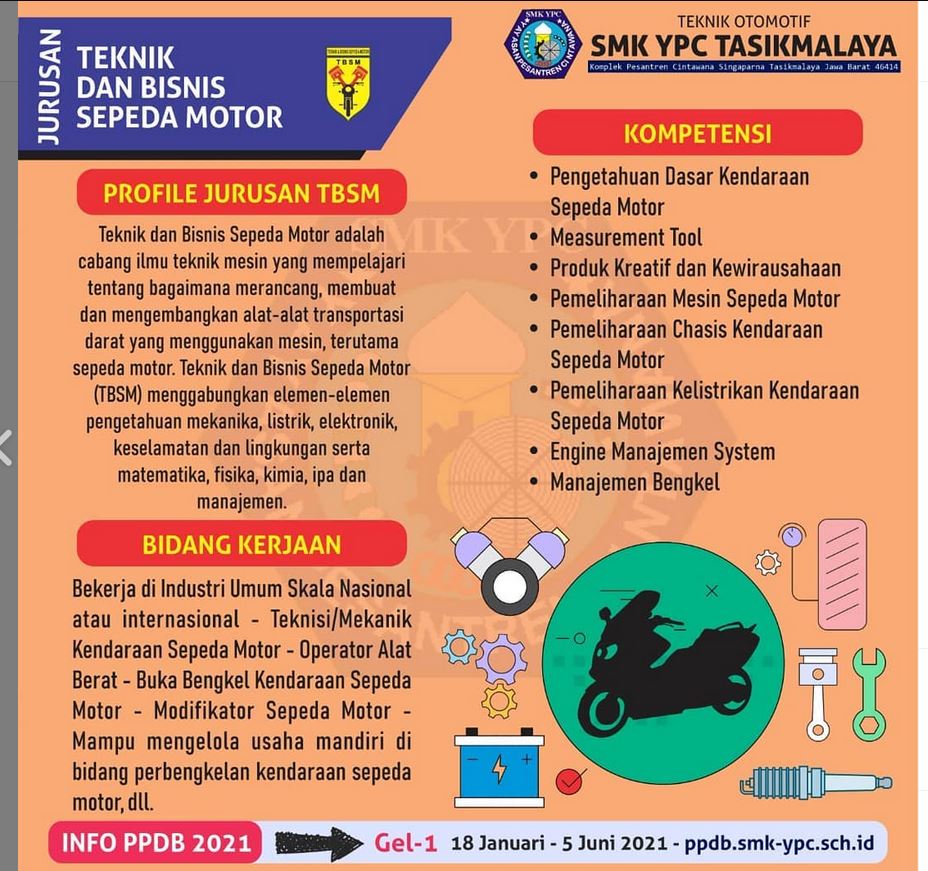 JURUSAN
TEKNIK
DAN BISNIS
SEPEDA MOTOR
TBSM
SMK YPC
YAYASAN PESANTREN CINTAWANA
TEKNIK OTOMOTIF
SMK YPC TASIKMALAYA
Komplek Pesantren Cintawana Singaparna Tasikmalaya Jawa Barat 46414
PROFILE JURUSAN TBSM
Teknik dan Bisnis Sepeda Motor adalah
cabang ilmu teknik mesin yang mempelajari
tentang bagaimana merancang, membuat
dan mengembangkan alat-alat transportasi
darat yang menggunakan mesin, terutama
sepeda motor. Teknik dan Bisnis Sepeda Motor
(TBSM) menggabungkan elemen-elemen
pengetahuan mekanika, listrik, elektronik,
keselamatan dan lingkungan serta
matematika, fisika, kimia, ipa dan
manajemen.
BIDANG KERJAAN
Bekerja di Industri Umum Skala Nasional
atau internasional - Teknisi/Mekanik
Kendaraan Sepeda Motor - Operator Alat
Berat - Buka Bengkel Kendaraan Sepeda
Motor - Modifikator Sepeda Motor -
Mampu mengelola usaha mandiri di
bidang perbengkelan kendaraan sepeda
motor, dll.
KOMPETENSI
• Pengetahuan Dasar Kendaraan
Sepeda Motor
• Measurement Tool
• Produk Kreatif dan Kewirausahaan
• Pemeliharaan Mesin Sepeda Motor
• Pemeliharaan Chasis Kendaraan
Sepeda Motor
• Pemeliharaan Kelistrikan Kendaraan
Sepeda Motor
• Engine Manajemen System
• Manajemen Bengkel
SMK YPC
INFO PPDB 2021
Gel-1 18 Januari - 5 Juni 2021 - ppdb.smk-ypc.sch.id